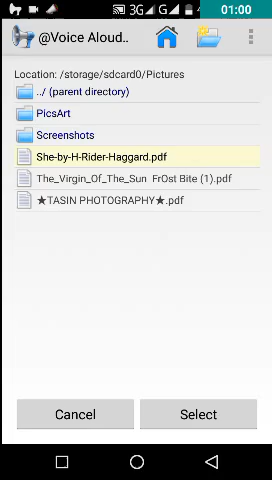 3G G 01:00
@Voice Aloud..
Location: /storage/sdcard0/Pictures
../ (parent directory)
PicsArt
Screenshots
She-by-H-Rider-Haggard.pdf
The_Virgin_Of_The_Sun FrOst Bite (1).pdf
★TASIN PHOTOGRAPHY★.pdf
Cancel Select